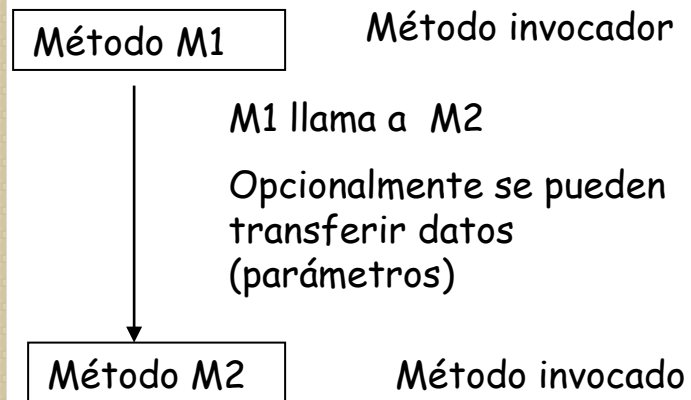 Método M1
Método invocador
M1 llama a M2
Opcionalmente se pueden
transferir datos
(parámetros)
Método M2
Método invocado